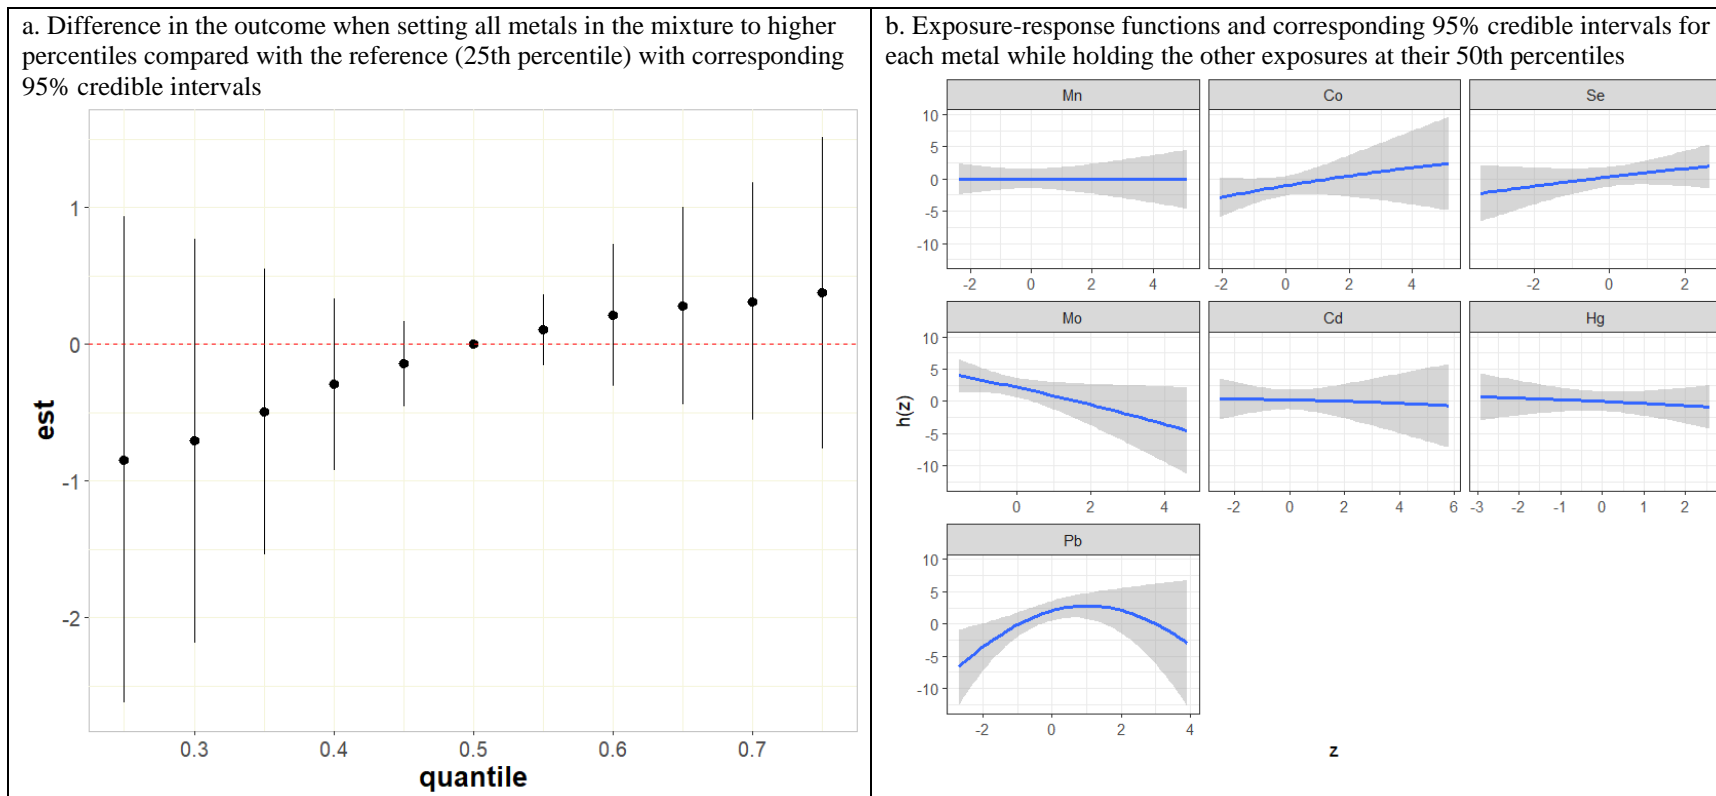 a. Difference in the outcome when setting all metals in the mixture to higher
percentiles compared with the reference (25th percentile) with corresponding
95% credible intervals
1
0
-1
-2
est
0.3 0.4 0.5 0.6 0.7
quantile
b. Exposure-response functions and corresponding 95% credible intervals for
each metal while holding the other exposures at their 50th percentiles
Mn Co Se
10
5
0
-5
-10
-2 0 2 4 -2 0 2 4 -2 0 2
Mo Cd Hg
10
5
0
-5
-10
h(z)
0 2 4 -2 0 2 4 6 -3 -2 -1 0 1 2
Pb
10
5
0
-5
-10
-2 0 2 4
z